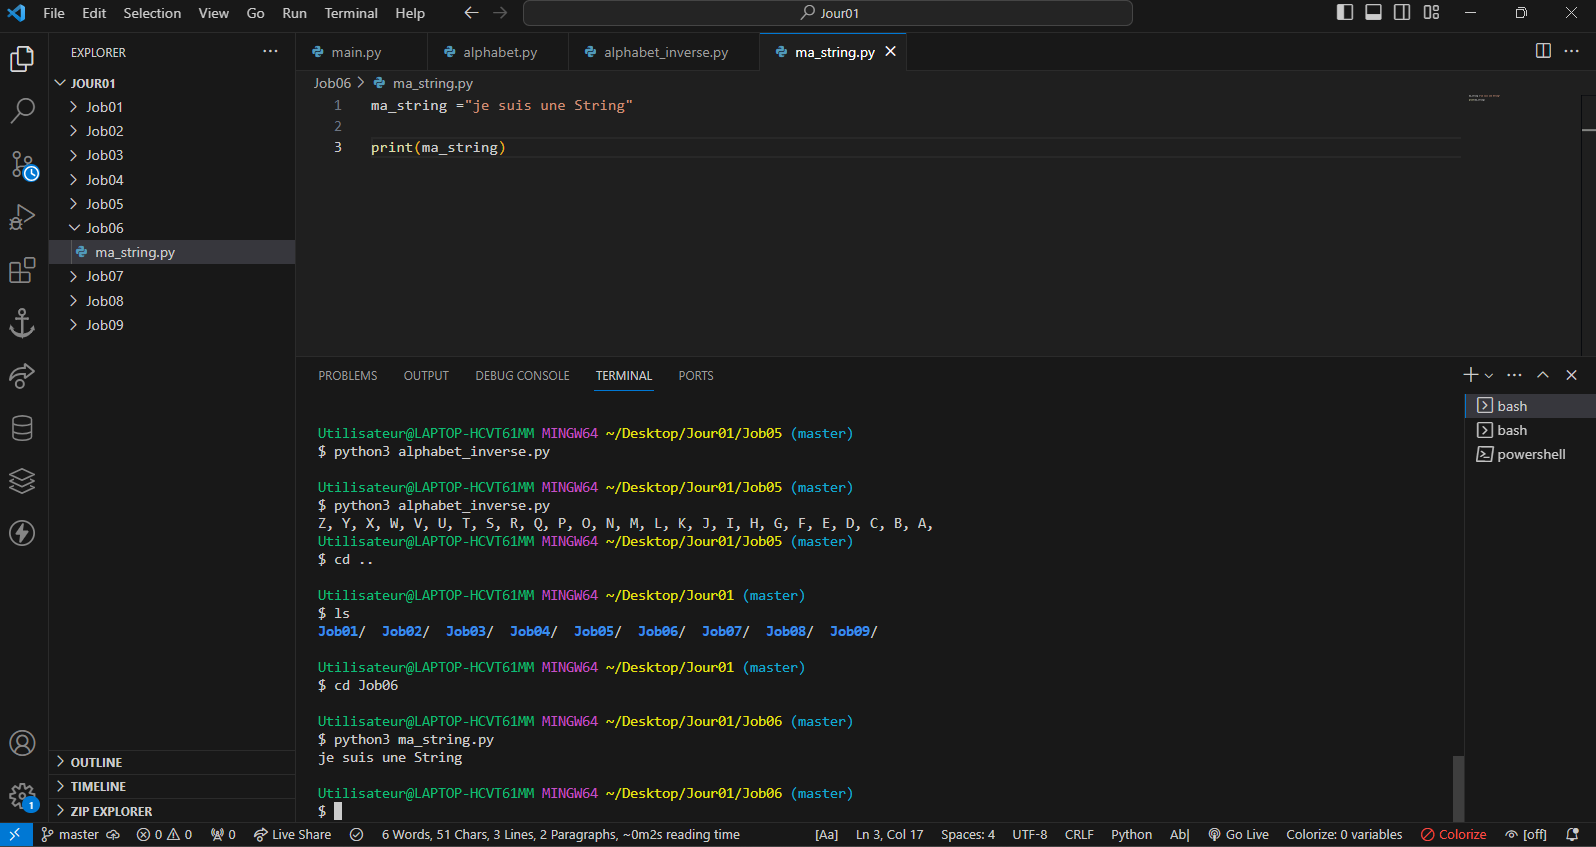 File Edit Selection View Go Run Terminal Help
Jour01
EXPLORER
JOUR01
Job01
Job02
Job03
Job04
Job05
Job06
ma_string.py
Job07
Job08
Job09
OUTLINE
TIMELINE
ZIP EXPLORER
1
main.py alphabet.py alphabet_inverse.py ma_string.py
Job06 > ma_string.py
1 ma_string ="je suis une String"
2
3 print(ma_string)
PROBLEMS OUTPUT DEBUG CONSOLE TERMINAL PORTS
Utilisateur@LAPTOP-HCVT61MM MINGW64 ~/Desktop/Jour01/Job05 (master)
$ python3 alphabet_inverse.py
Utilisateur@LAPTOP-HCVT61MM MINGW64 ~/Desktop/Jour01/Job05 (master)
$ python3 alphabet_inverse.py
Z, Y, X, W, V, U, T, S, R, Q, P, O, N, M, L, K, J, I, H, G, F, E, D, C, B, A,
Utilisateur@LAPTOP-HCVT61MM MINGW64 ~/Desktop/Jour01/Job05 (master)
$ cd ..
Utilisateur@LAPTOP-HCVT61MM MINGW64 ~/Desktop/Jour01 (master)
$ ls
Job01/ Job02/ Job03/ Job04/ Job05/ Job06/ Job07/ Job08/ Job09/
Utilisateur@LAPTOP-HCVT61MM MINGW64 ~/Desktop/Jour01 (master)
$ cd Job06
Utilisateur@LAPTOP-HCVT61MM MINGW64 ~/Desktop/Jour01/Job06 (master)
$ python3 ma_string.py
je suis une String
Utilisateur@LAPTOP-HCVT61MM MINGW64 ~/Desktop/Jour01/Job06 (master)
$
bash
bash
powershell
master 0 0 0 Live Share 6 Words, 51 Chars, 3 Lines, 2 Paragraphs, ~0m2s reading time [Aa] Ln 3, Col 17 Spaces: 4 UTF-8 CRLF Python Ab| Go Live Colorize: 0 variables Colorize [off]